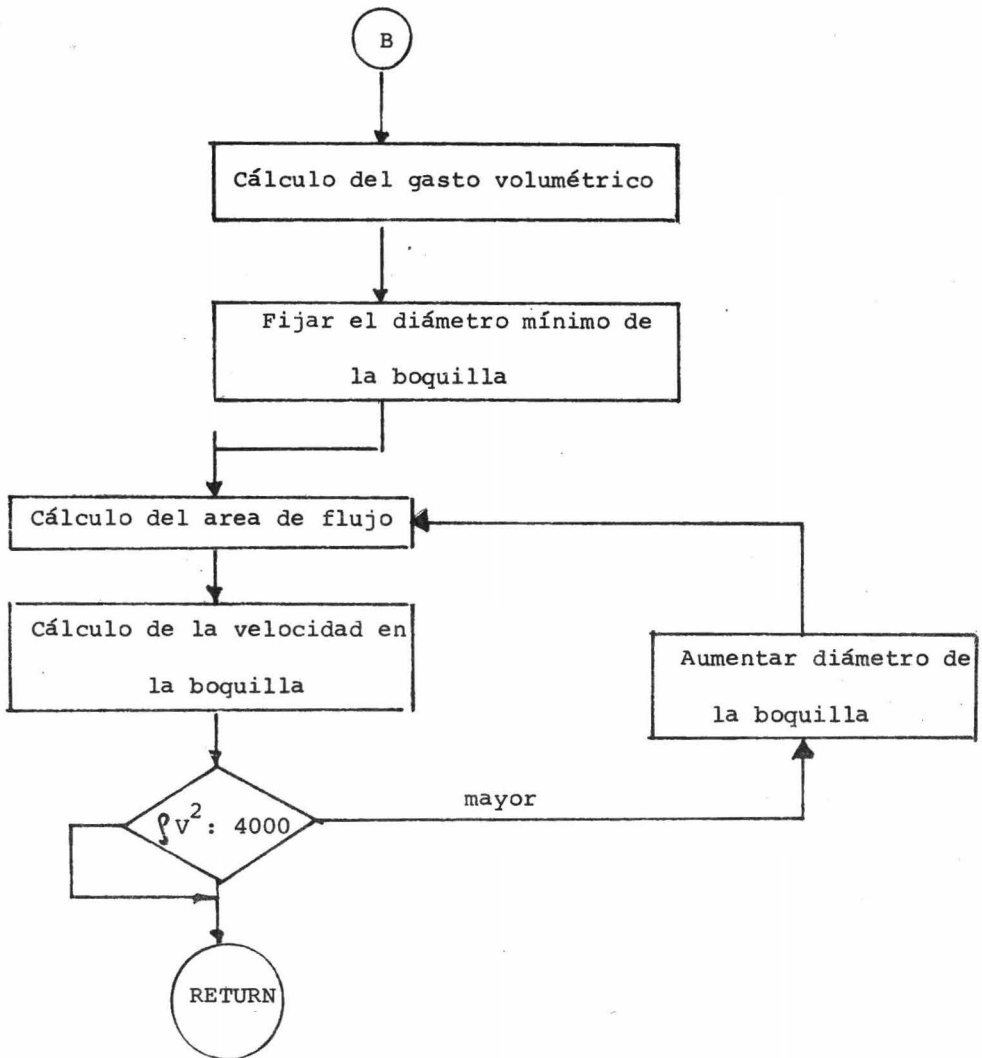 B
Cálculo del gasto volumétrico
Fijar el diámetro mínimo de
la boquilla
Cálculo del area de flujo
Cálculo de la velocidad en
la boquilla
Aumentar diámetro de
la boquilla
mayor
ρv²: 4000
RETURN